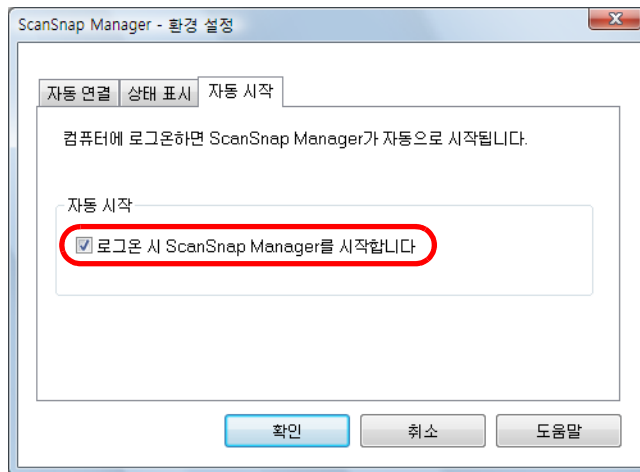 ScanSnap Manager - 환경 설정
자동 연결 상태 표시 자동 시작
컴퓨터에 로그온하면 ScanSnap Manager가 자동으로 시작됩니다.
자동 시작
로그온 시 ScanSnap Manager를 시작합니다
확인 취소 도움말